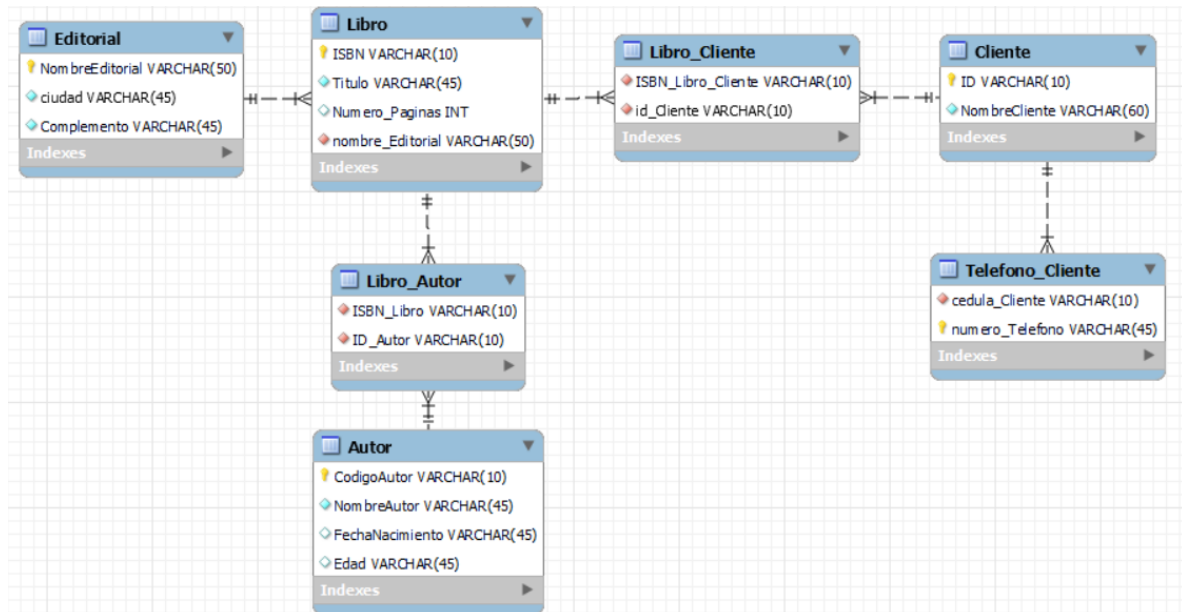 Editorial
NombreEditorial VARCHAR(50)
ciudad VARCHAR(45)
Complemento VARCHAR(45)
Indexes
Libro
ISBN VARCHAR(10)
Titulo VARCHAR(45)
Numero_Paginas INT
nombre_Editorial VARCHAR(50)
Indexes
Libro_Cliente
ISBN_Libro_Cliente VARCHAR(10)
id_Cliente VARCHAR(10)
Indexes
Cliente
ID VARCHAR(10)
NombreCliente VARCHAR(60)
Indexes
Libro_Autor
ISBN_Libro VARCHAR(10)
ID_Autor VARCHAR(10)
Indexes
Telefono_Cliente
cedula_Cliente VARCHAR(10)
numero_Telefono VARCHAR(45)
Indexes
Autor
CodigoAutor VARCHAR(10)
NombreAutor VARCHAR(45)
FechaNacimiento VARCHAR(45)
Edad VARCHAR(45)
Indexes